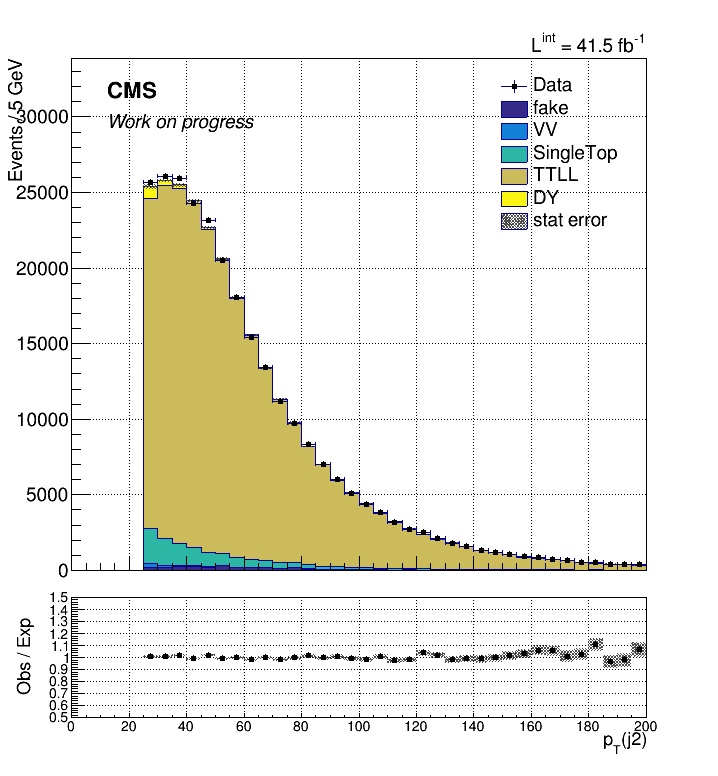 L^int = 41.5 fb^-1
Events / 5 GeV
CMS
Work on progress
Data
fake
VV
SingleTop
TTLL
DY
stat error
30000
25000
20000
15000
10000
5000
0
Obs / Exp
1.5
1.4
1.3
1.2
1.1
1
0.9
0.8
0.7
0.6
0.5
0 20 40 60 80 100 120 140 160 180 200
p_T(j2)